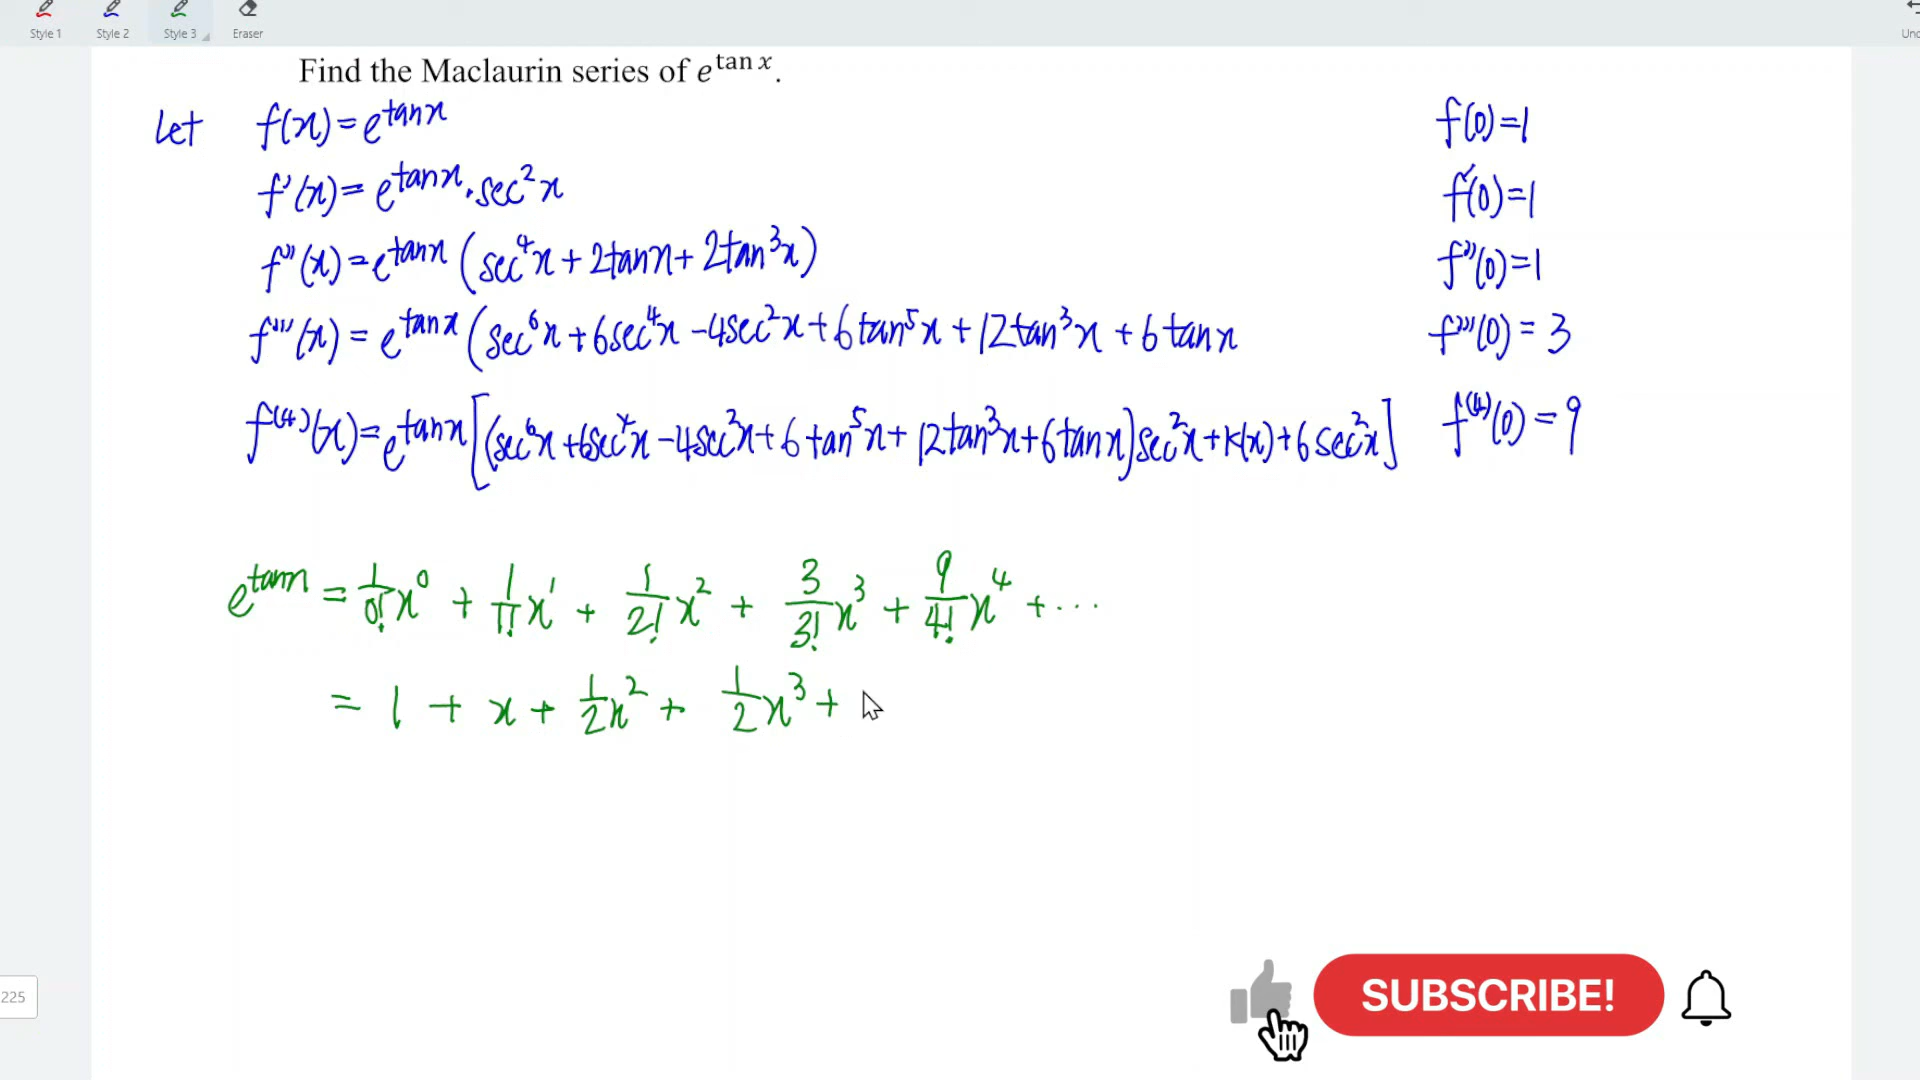 Style 1 Style 2 Style 3 Eraser Unc
Find the Maclaurin series of e^{tan x}.
Let f(x) = e^{tan x} f(0) = 1
f'(x) = e^{tan x} . sec²x f'(0) = 1
f''(x) = e^{tan x} (sec⁴x + 2tan x + 2tan³x) f''(0) = 1
f'''(x) = e^{tan x} (sec⁶x + 6sec⁴x - 4sec²x + 6tan⁵x + 12tan³x + 6tan x f'''(0) = 3
f⁽⁴⁾(x) = e^{tan x} [(sec⁶x + 6sec⁴x - 4sec²x + 6tan⁵x + 12tan³x + 6tan x) sec²x + K(x) + 6sec²x] f⁽⁴⁾(0) = 9
e^{tan x} = 1/0! x⁰ + 1/1! x¹ + 1/2! x² + 3/3! x³ + 9/4! x⁴ + ...
= 1 + x + 1/2 x² + 1/2 x³ +
225
SUBSCRIBE!